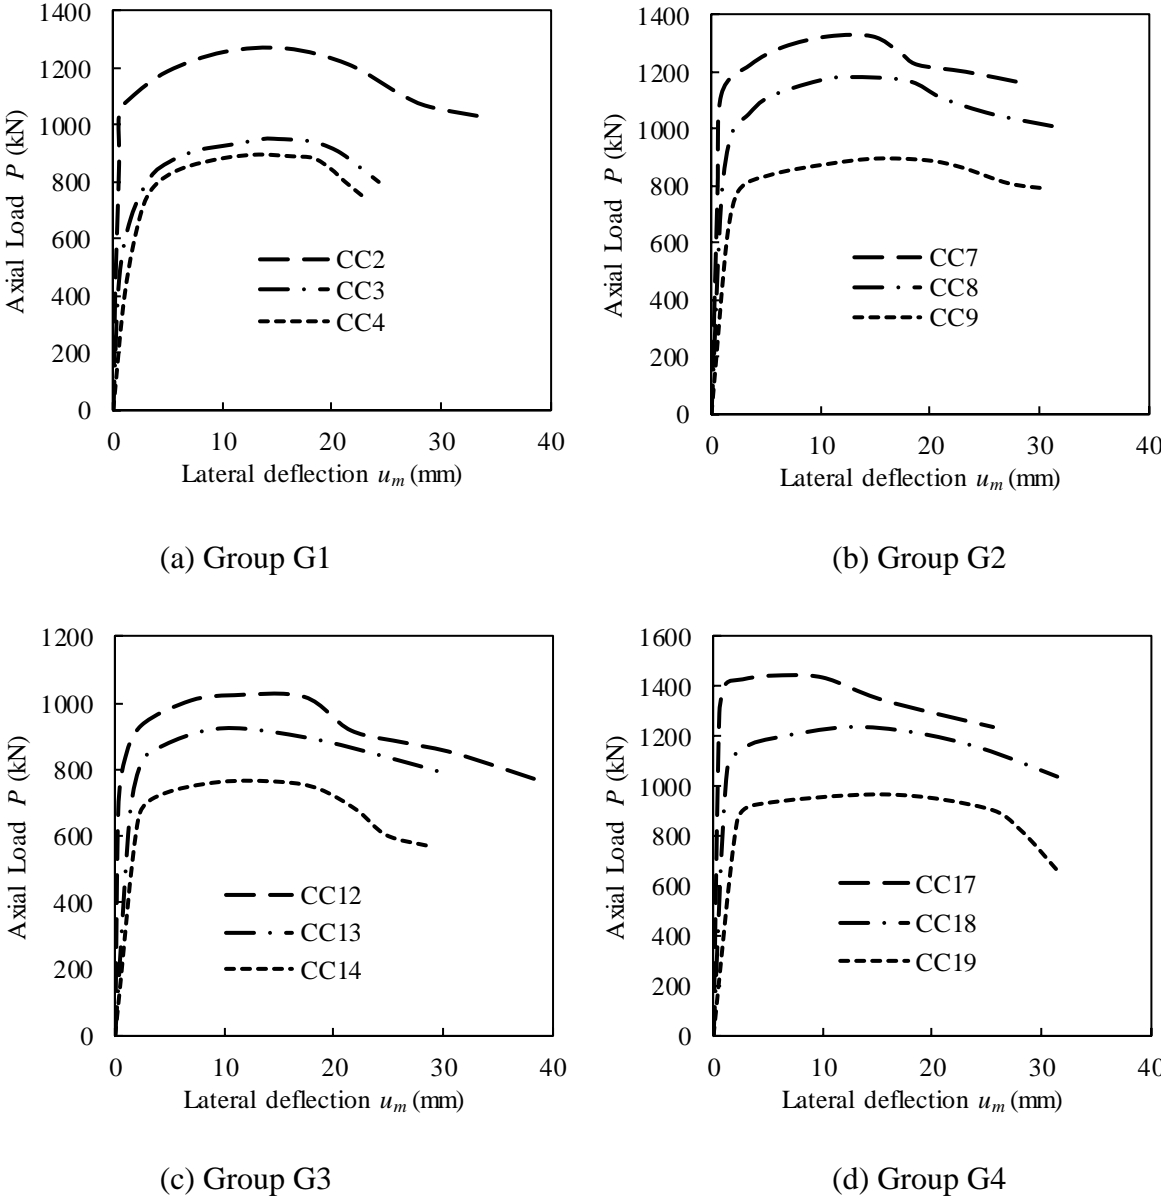 1400
1200
1000
800
600
400
200
0
Axial Load P (kN)
CC2
CC3
CC4
0 10 20 30 40
Lateral deflection um (mm)
(a) Group G1
1400
1200
1000
800
600
400
200
0
Axial Load P (kN)
CC7
CC8
CC9
0 10 20 30 40
Lateral deflection um (mm)
(b) Group G2
1200
1000
800
600
400
200
0
Axial Load P (kN)
CC12
CC13
CC14
0 10 20 30 40
Lateral deflection um (mm)
(c) Group G3
1600
1400
1200
1000
800
600
400
200
0
Axial Load P (kN)
CC17
CC18
CC19
0 10 20 30 40
Lateral deflection um (mm)
(d) Group G4